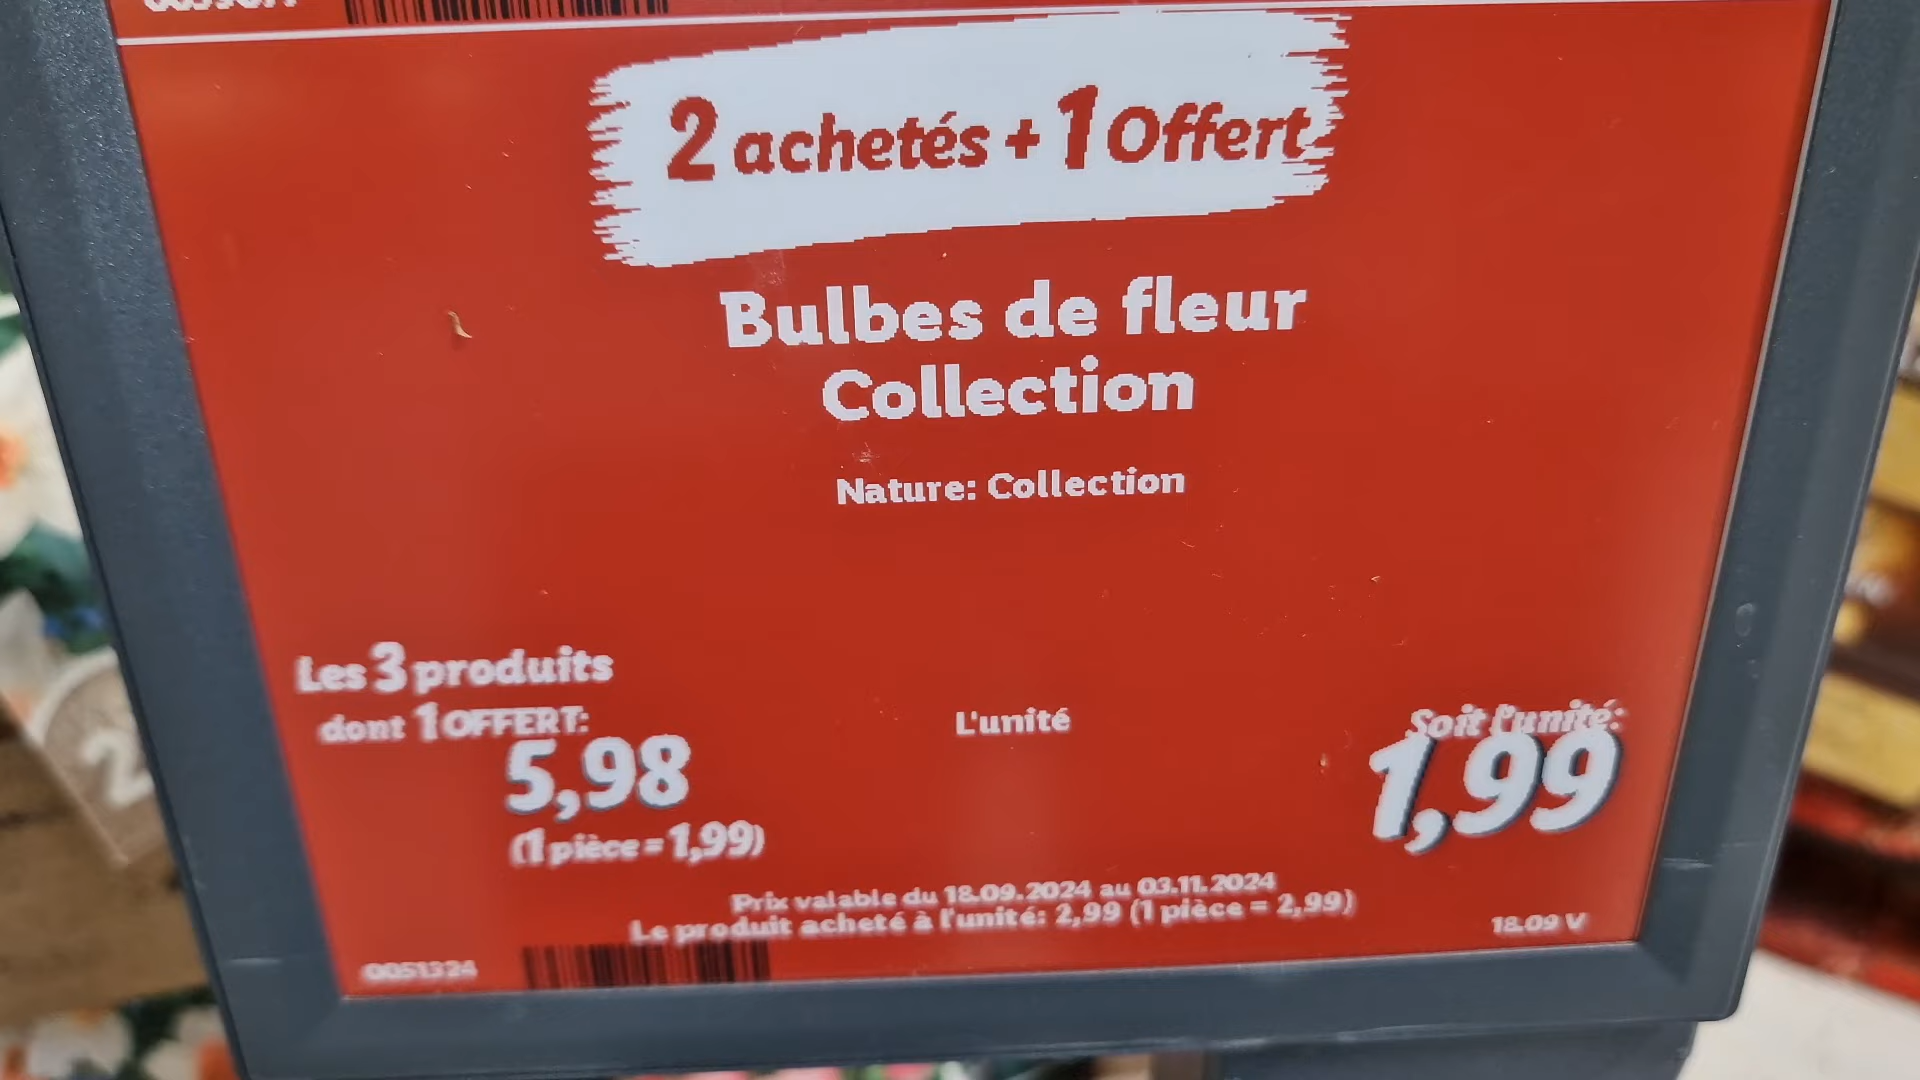 2 achetés + 1 Offert
Bulbes de fleur
Collection
Nature: Collection
Les 3 produits
dont 1 OFFERT:
5,98
(1 pièce = 1,99)
L'unité
Soit l'unité:
1,99
Prix valable du 18.09.2024 au 03.11.2024
Le produit acheté à l'unité: 2,99 (1 pièce = 2,99)
18.09 V
0051324